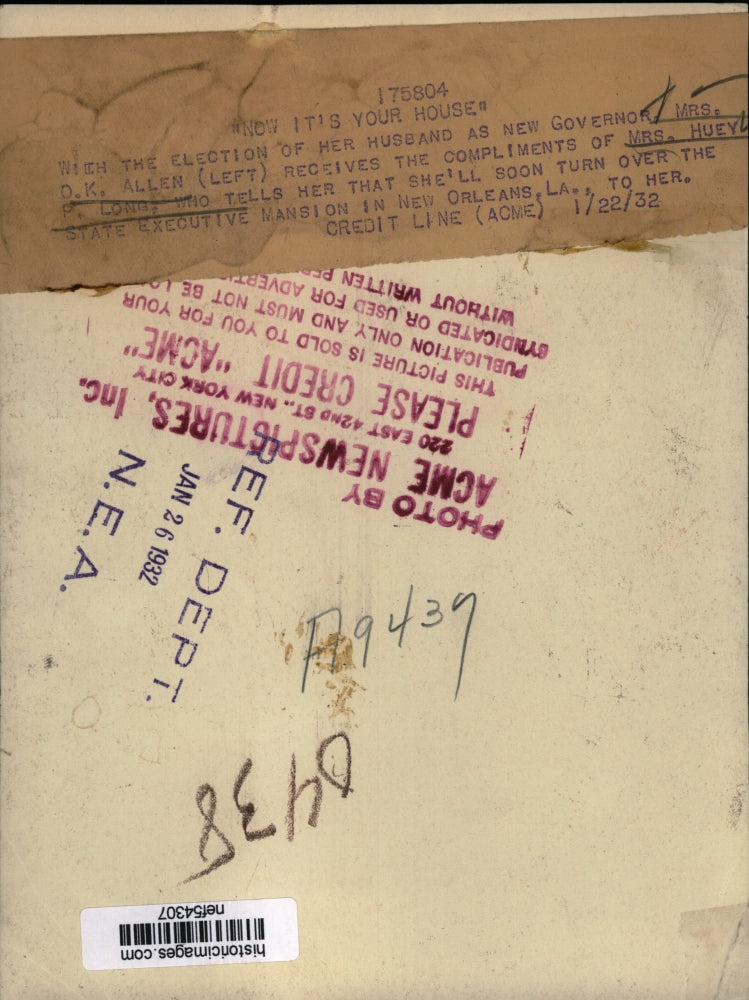 175804
"NOW IT'S YOUR HOUSE"
WITH THE ELECTION OF HER HUSBAND AS NEW GOVERNOR, MRS.
O.K. ALLEN (LEFT) RECEIVES THE COMPLIMENTS OF MRS. HUEY
P. LONG, WHO TELLS HER THAT SHE'LL SOON TURN OVER THE
STATE EXECUTIVE MANSION IN NEW ORLEANS, LA., TO HER.
CREDIT LINE (ACME) 1/22/32
PHOTO BY
ACME NEWSPICTURES, Inc.
220 EAST 42ND ST., NEW YORK CITY
PLEASE CREDIT "ACME"
THIS PICTURE IS SOLD TO YOU FOR YOUR
PUBLICATION ONLY AND MUST NOT BE
SYNDICATED OR USED FOR
WITHOUT WRITTEN
REF. DEPT.
JAN 26 1932
N.E.A.
A9439
historicimages.com
nef54307